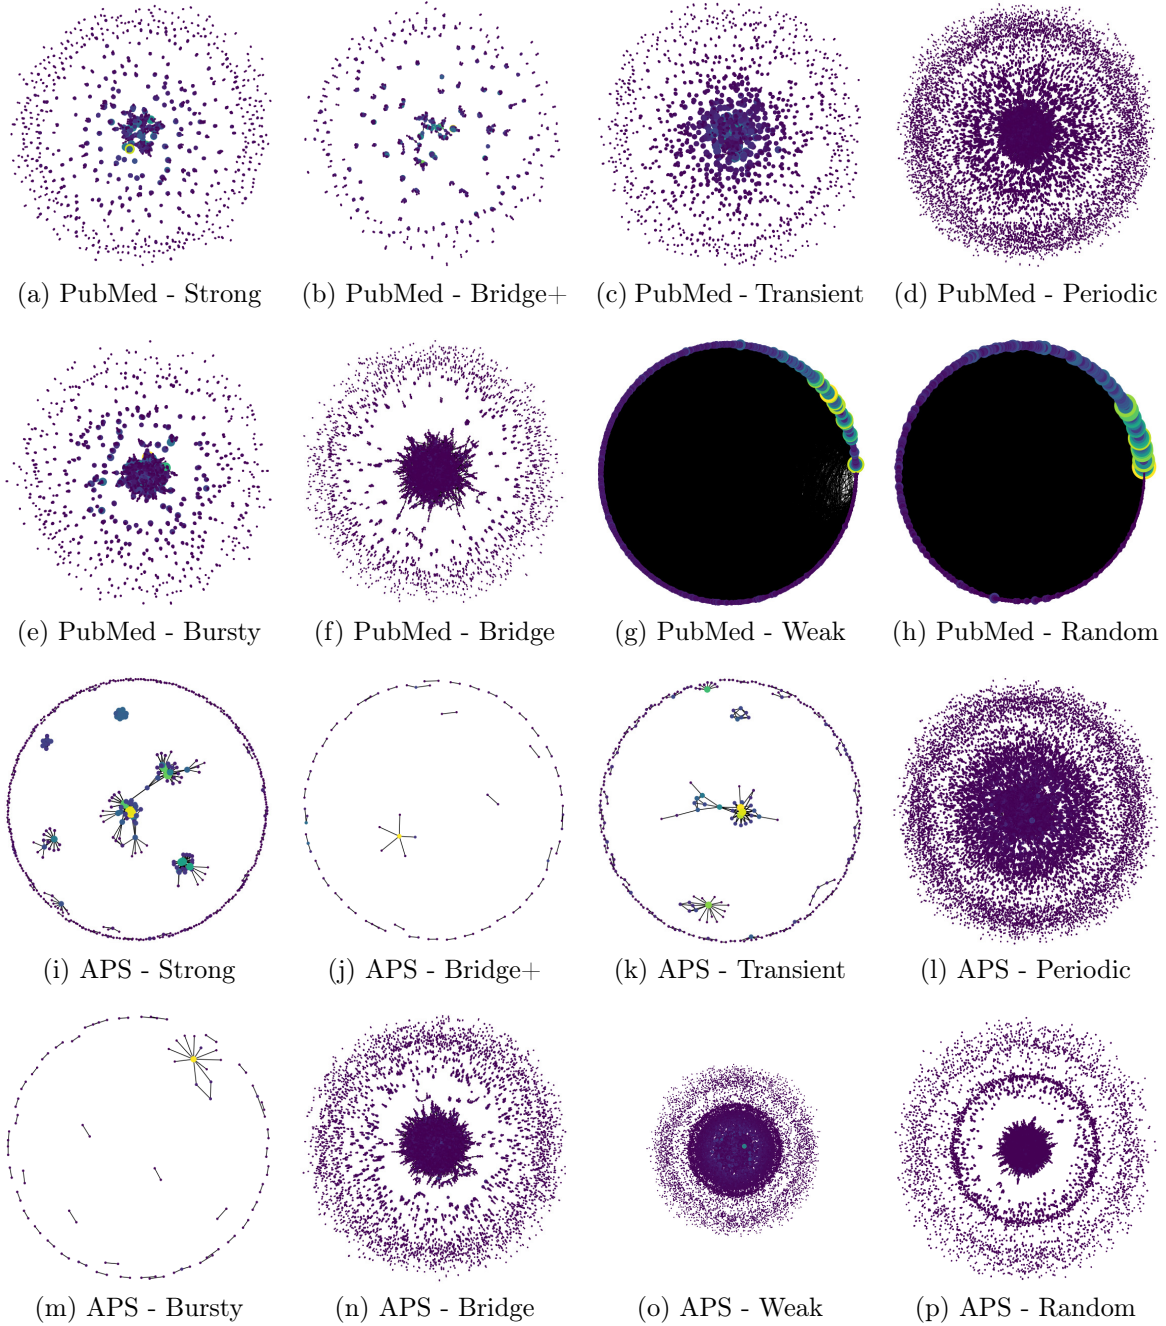 (a) PubMed - Strong
(b) PubMed - Bridge+
(c) PubMed - Transient
(d) PubMed - Periodic
(e) PubMed - Bursty
(f) PubMed - Bridge
(g) PubMed - Weak
(h) PubMed - Random
(i) APS - Strong
(j) APS - Bridge+
(k) APS - Transient
(l) APS - Periodic
(m) APS - Bursty
(n) APS - Bridge
(o) APS - Weak
(p) APS - Random